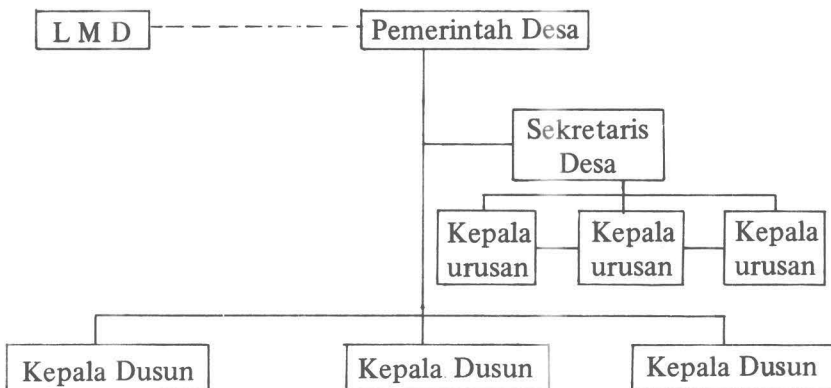 L M D
Pemerintah Desa
Sekretaris
Desa
Kepala
urusan
Kepala
urusan
Kepala
urusan
Kepala Dusun
Kepala Dusun
Kepala Dusun